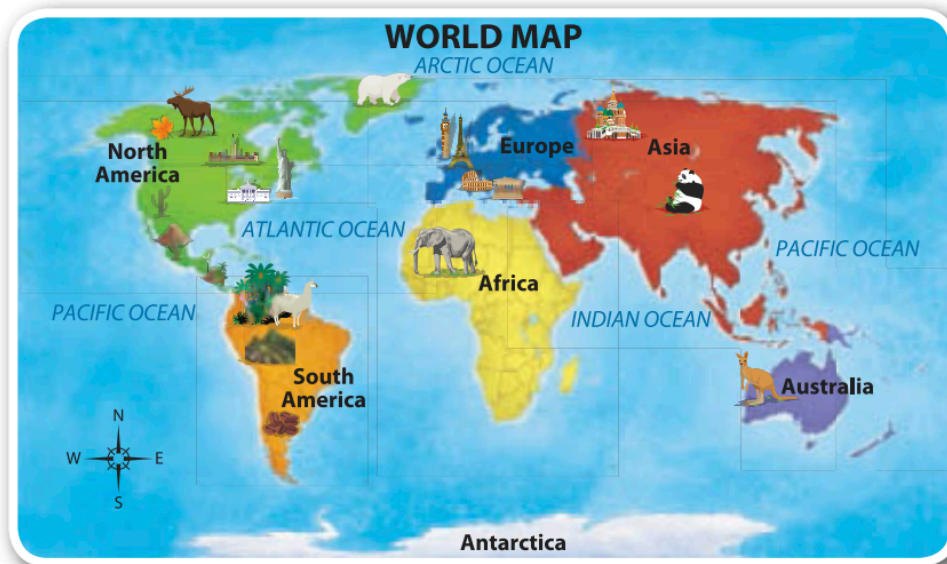 WORLD MAP
ARCTIC OCEAN
North
America
Europe
Asia
ATLANTIC OCEAN
PACIFIC OCEAN
Africa
PACIFIC OCEAN
INDIAN OCEAN
South
America
Australia
N
W
E
S
Antarctica